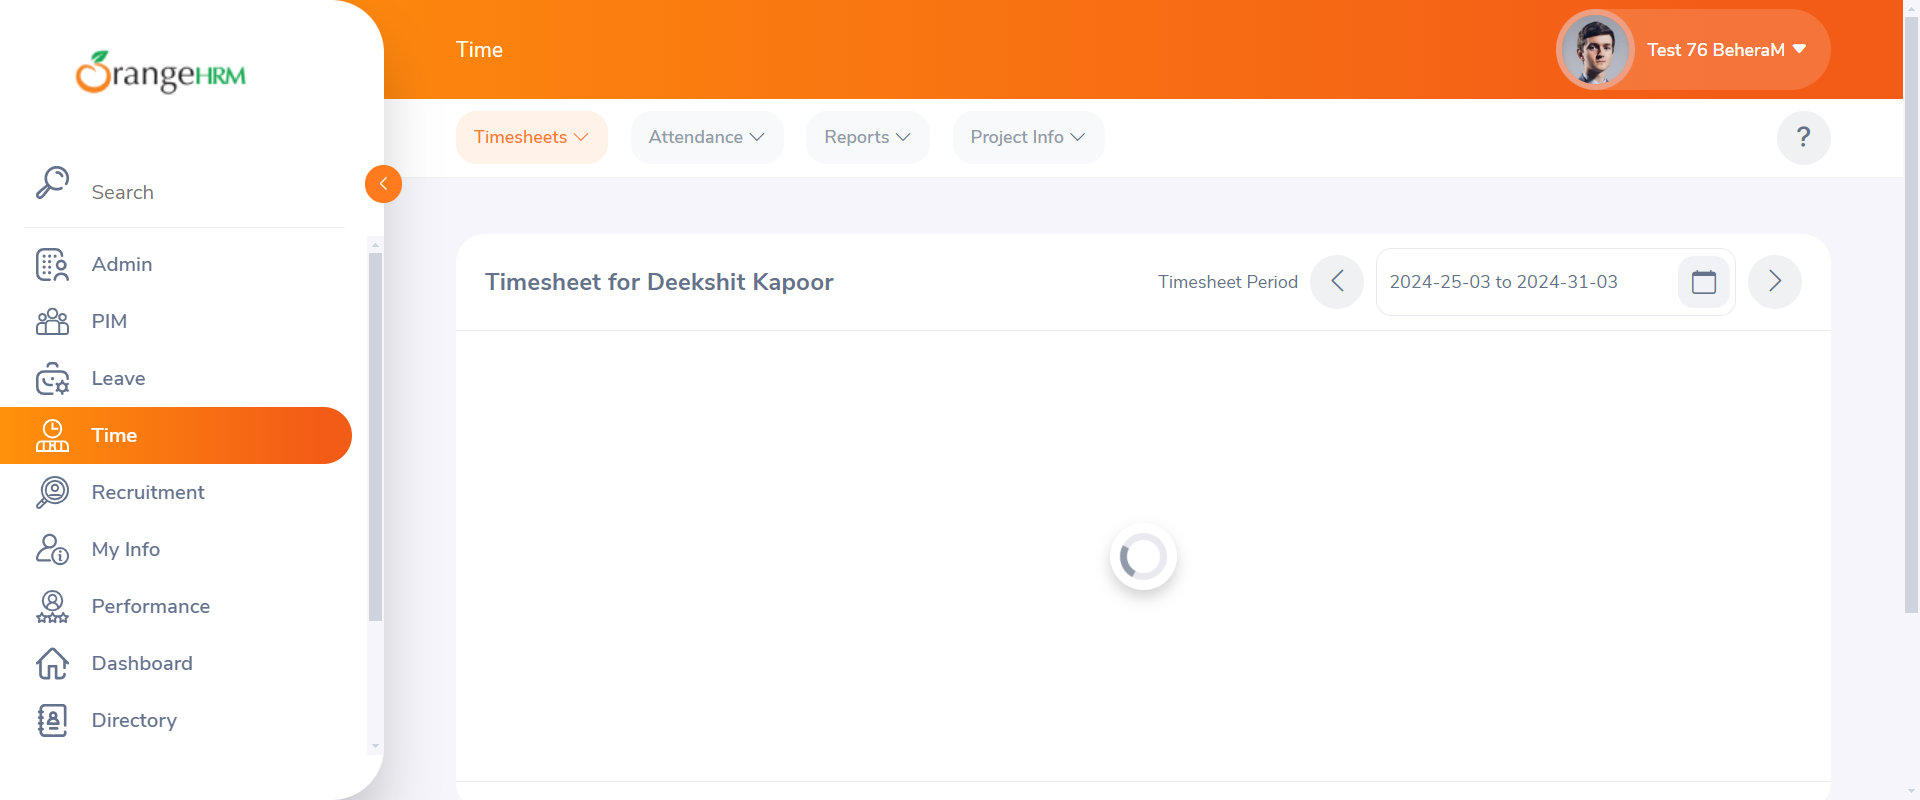 OrangeHRM
Time
Test 76 BeheraM
Timesheets
Attendance
Reports
Project Info
?
Search
Admin
PIM
Leave
Time
Recruitment
My Info
Performance
Dashboard
Directory
Timesheet for Deekshit Kapoor
Timesheet Period
2024-25-03 to 2024-31-03